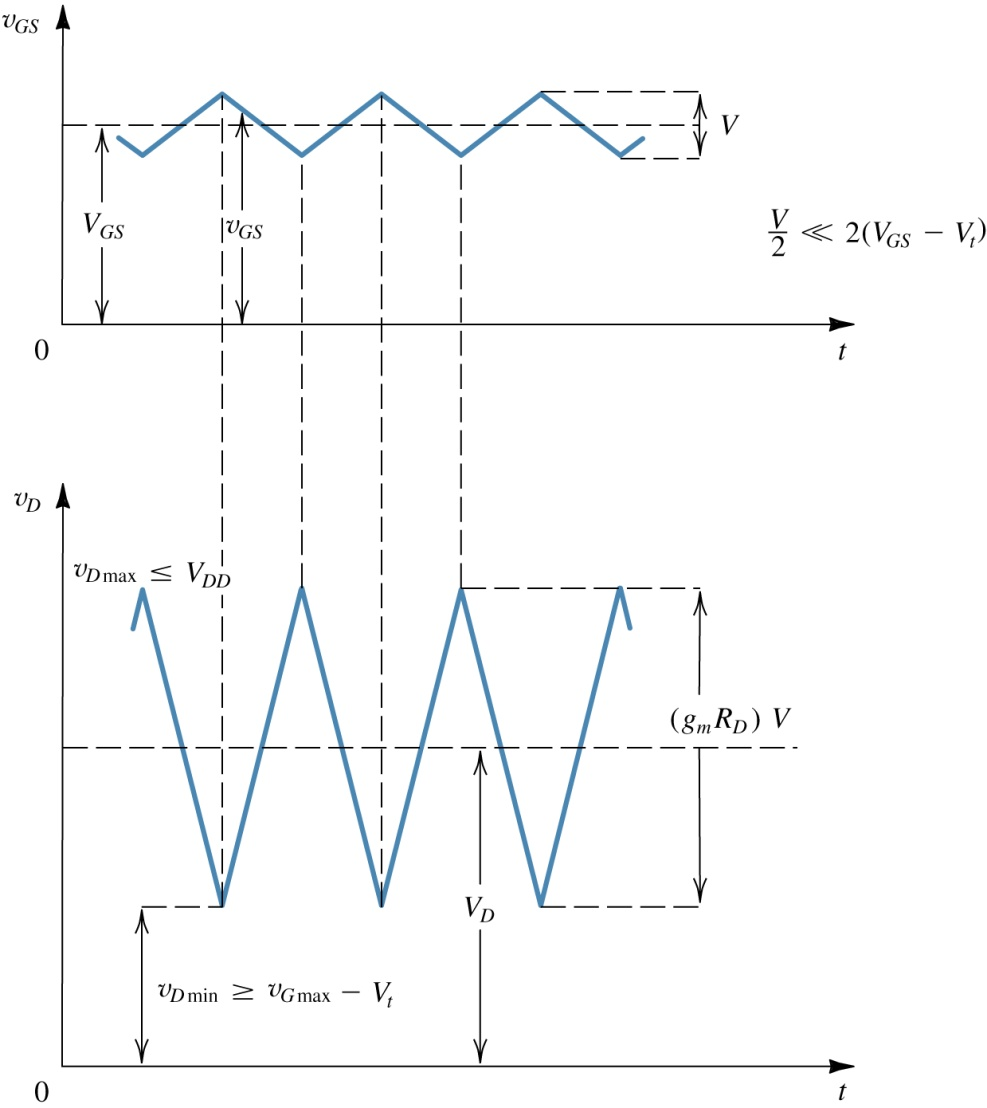 v_GS
V
V_GS
v_GS
V/2 ≪ 2(V_GS − V_t)
0
t
v_D
v_Dmax ≤ V_DD
(g_m R_D) V
V_D
v_Dmin ≥ v_Gmax − V_t
0
t